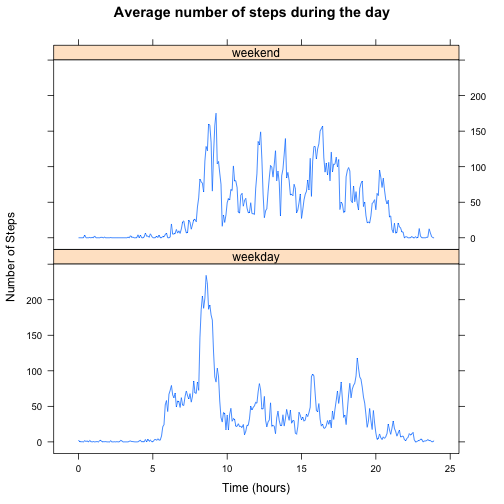 Average number of steps during the day
weekend
200
150
100
50
0
weekday
200
150
100
50
0
Number of Steps
0 5 10 15 20 25
Time (hours)